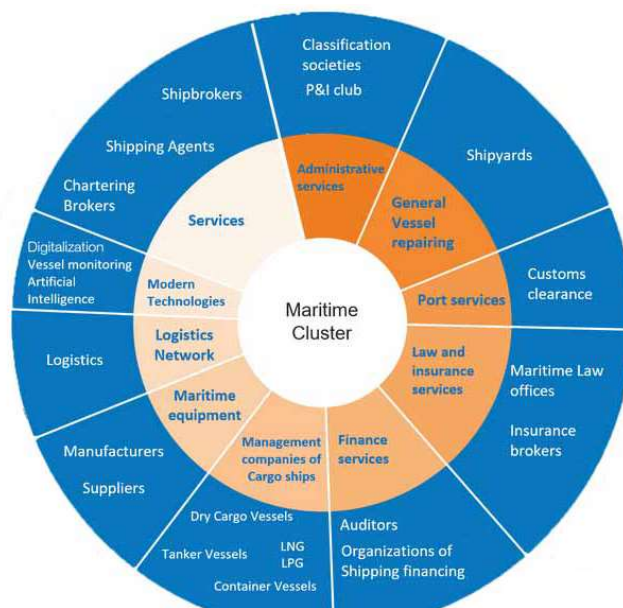 Classification
societies
P&I club
Shipbrokers
Shipping Agents
Chartering
Brokers
Shipyards
Administrative
services
General
Vessel
repairing
Services
Digitalization
Vessel monitoring
Artificial
Intelligence
Modern
Technologies
Port services
Customs
clearance
Maritime
Cluster
Logistics
Logistics
Network
Law and
insurance
services
Maritime Law
offices
Insurance
brokers
Maritime
equipment
Manufacturers
Suppliers
Management
companies of
Cargo ships
Finance
services
Dry Cargo Vessels
Tanker Vessels
LNG
LPG
Container Vessels
Auditors
Organizations of
Shipping financing